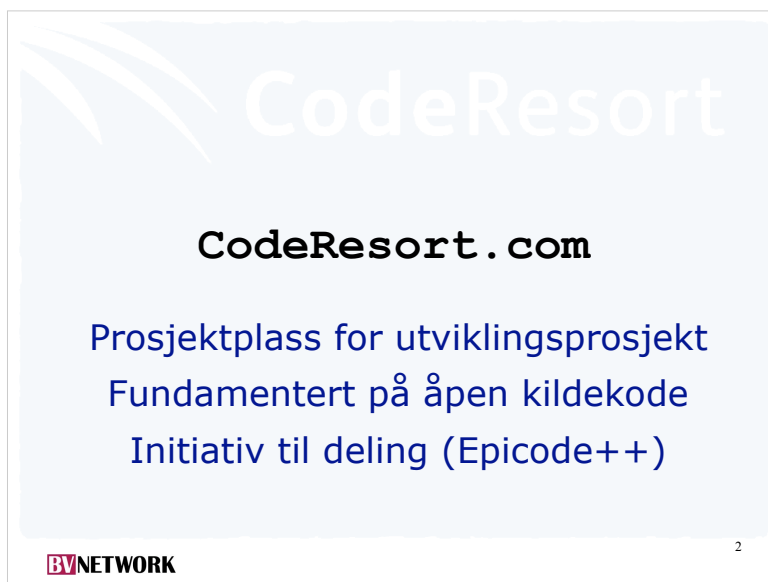 CodeResort
CodeResort.com
Prosjektplass for utviklingsprosjekt
Fundamentert på åpen kildekode
Initiativ til deling (Epicode++)
BVNETWORK
2